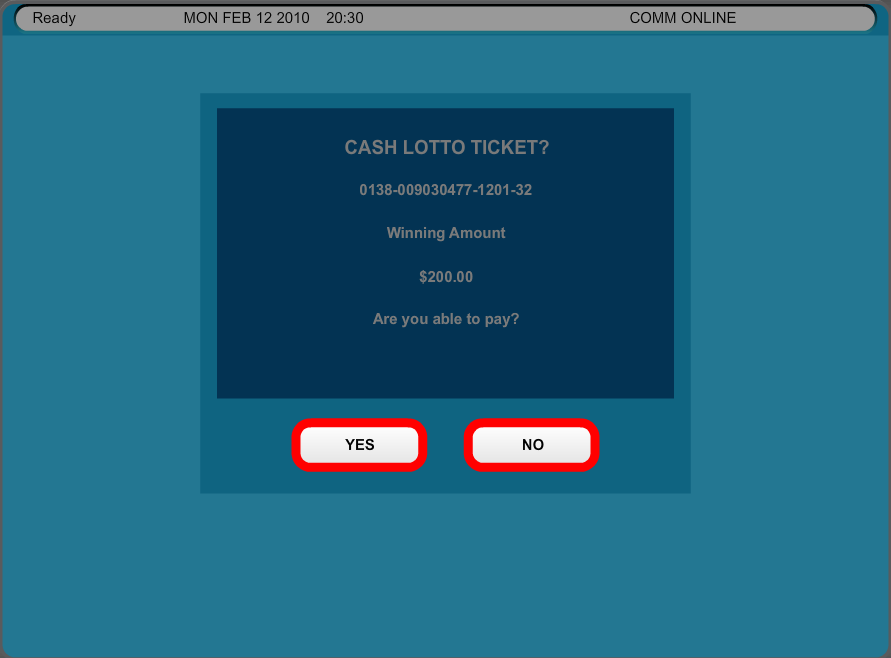 Ready MON FEB 12 2010 20:30 COMM ONLINE
CASH LOTTO TICKET?
0138-009030477-1201-32
Winning Amount
$200.00
Are you able to pay?
YES NO